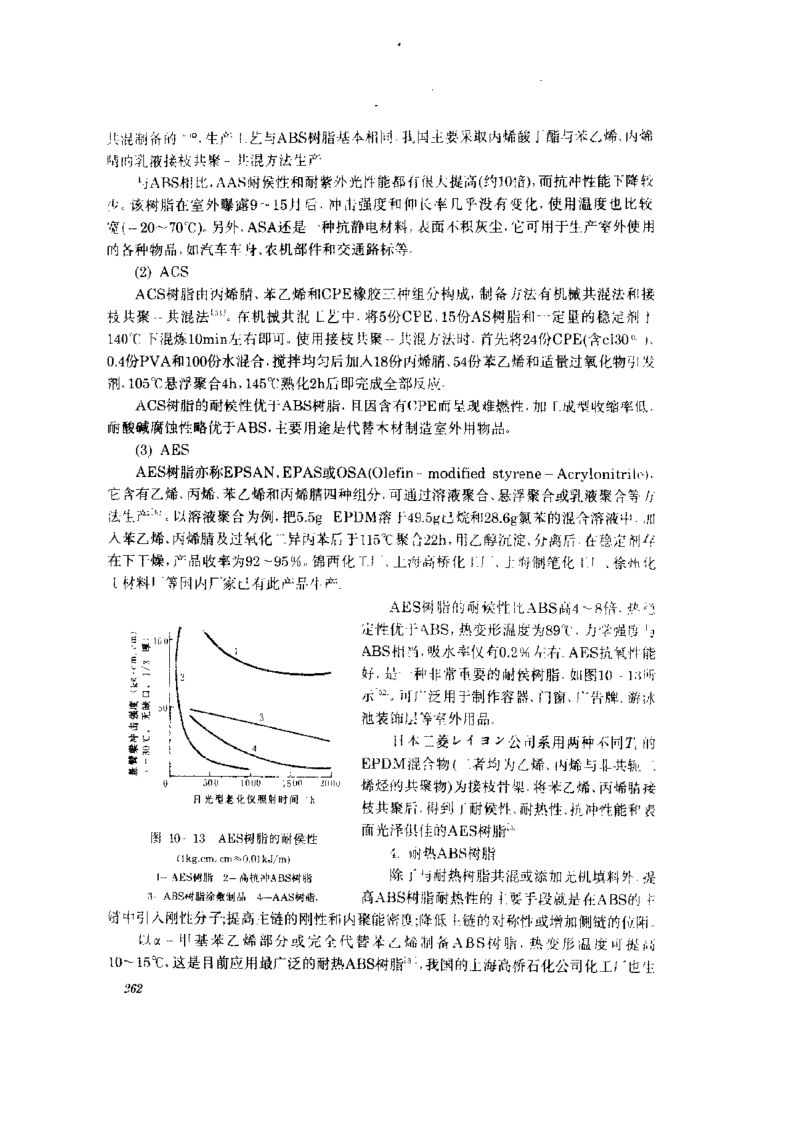 共混制备的，生产工艺与ABS树脂基本相同。我国主要采取丙烯酸丁酯与苯乙烯、丙烯
腈的乳液接枝共聚－共混方法生产
与ABS相比，AAS耐候性和耐紫外光性能都有很大提高(约10倍)，而抗冲性能下降较
少。该树脂在室外曝露9～15月后，冲击强度和伸长率几乎没有变化，使用温度也比较
宽(－20～70℃)。另外，ASA还是一种抗静电材料，表面不积灰尘，它可用于生产室外使用
的各种物品，如汽车车身、农机部件和交通路标等。
(2) ACS
ACS树脂由丙烯腈、苯乙烯和CPE橡胶三种组分构成，制备方法有机械共混法和接
枝共聚－共混法。在机械共混工艺中，将5份CPE、15份AS树脂和一定量的稳定剂于
140℃下混炼10min左右即可。使用接枝共聚－共混方法时，首先将24份CPE(含cl30%)、
0.4份PVA和100份水混合，搅拌均匀后加入18份丙烯腈、54份苯乙烯和适量过氧化物引发
剂，105℃悬浮聚合4h，145℃熟化2h后即完成全部反应。
ACS树脂的耐候性优于ABS树脂，且因含有CPE而呈现难燃性，加工成型收缩率低，
耐酸碱腐蚀性略优于ABS，主要用途是代替木材制造室外用物品。
(3) AES
AES树脂亦称EPSAN、EPAS或OSA(Olefin－modified styrene－Acrylonitrile)，
它含有乙烯、丙烯、苯乙烯和丙烯腈四种组分，可通过溶液聚合、悬浮聚合或乳液聚合等方
法生产。以溶液聚合为例，把5.5g EPDM溶于49.5g己烷和28.6g氯苯的混合溶液中，加
入苯乙烯、丙烯腈及过氧化二异丙苯后于115℃聚合22h，用乙醇沉淀、分离后，在稳定剂存
在下干燥，产品收率为92～95%。锦西化工厂、上海高桥化工厂、上海制笔化工厂、徐州化
工材料厂等国内厂家已有此产品生产。
AES树脂的耐候性比ABS高4～8倍，热稳
定性优于ABS，热变形温度为89℃，力学强度与
ABS相当，吸水率仅有0.2%左右。AES抗氧性能
好，是一种非常重要的耐候树脂，如图10－13所
示[32]。可广泛用于制作容器、门窗、广告牌、游泳
池装饰层等室外用品。
日本三菱レイヨン公司系用两种不同T 的
EPDM混合物(二者均为乙烯、丙烯与非共轭二
烯烃的共聚物)为接枝骨架，将苯乙烯、丙烯腈接
枝共聚后，得到了耐候性、耐热性、抗冲性能和表
面光泽俱佳的AES树脂
悬臂梁冲击强度（kg·cm/cm）
（－30℃，无缺口，1/8 厚）
160
50
1
2
3
4
0 500 1000 1500 2000
日光型老化仪照射时间 h
图 10－13 AES树脂的耐候性
(1kg.cm/cm≈0.01kJ/m)
1－AES树脂 2－高抗冲ABS树脂
3－ABS树脂涂敷制品 4－AAS树脂.
4. 耐热ABS树脂
除了与耐热树脂共混或添加无机填料外，提
高ABS树脂耐热性的主要手段就是在ABS的主
链中引入刚性分子;提高主链的刚性和内聚能密度;降低主链的对称性或增加侧链的位阻。
以α－甲基苯乙烯部分或完全代替苯乙烯制备ABS树脂，热变形温度可提高
10～15℃，这是目前应用最广泛的耐热ABS树脂，我国的上海高桥石化公司化工厂也生
362